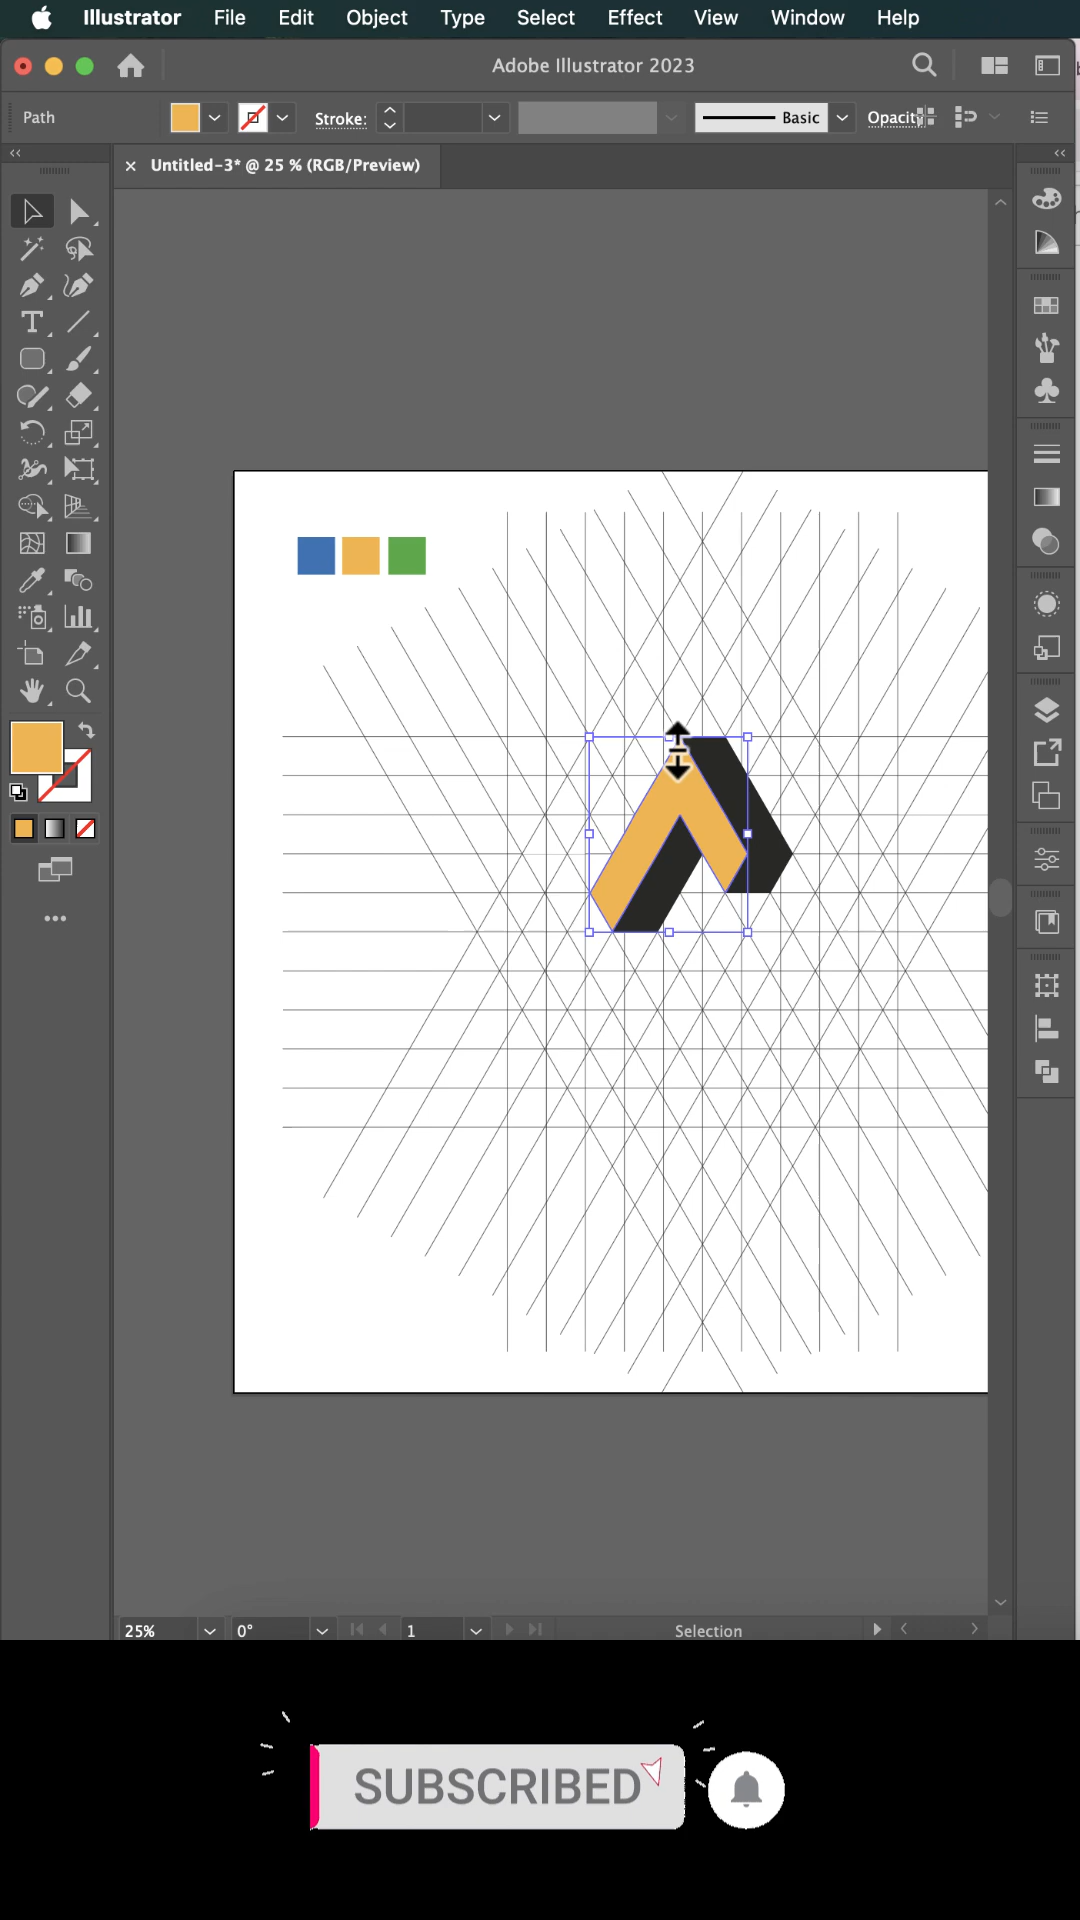 Illustrator File Edit Object Type Select Effect View Window Help
Adobe Illustrator 2023
Path Stroke: Basic Opacity
Untitled-3* @ 25 % (RGB/Preview)
25% 0° 1 Selection
SUBSCRIBED